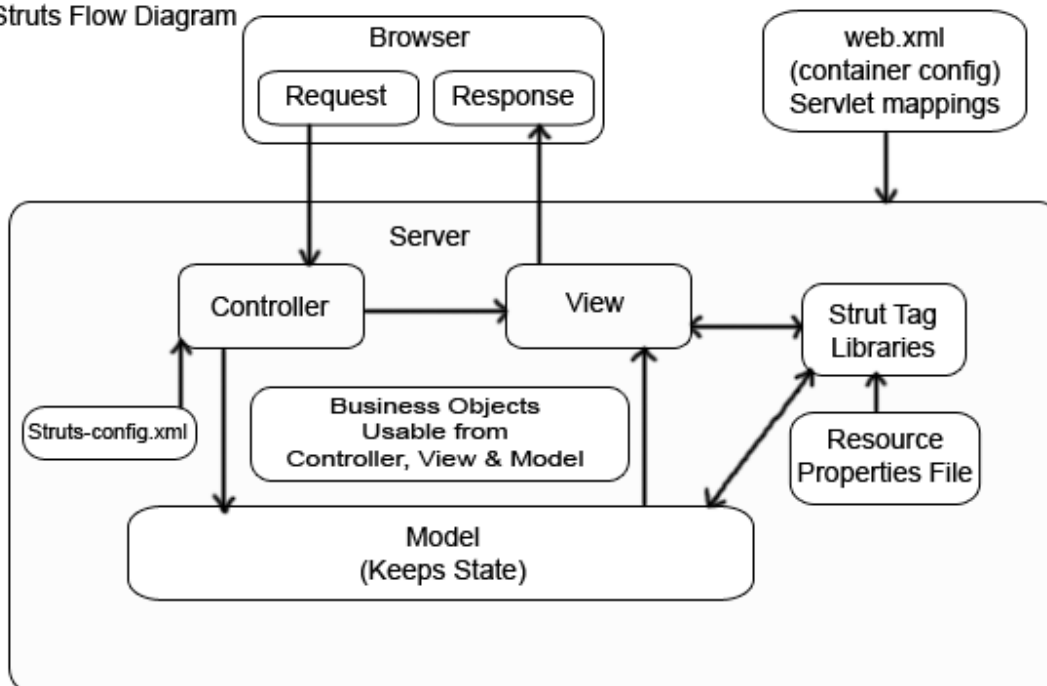 Struts Flow Diagram
Browser
Request
Response
web.xml
(container config)
Servlet mappings
Server
Controller
View
Strut Tag
Libraries
Struts-config.xml
Business Objects
Usable from
Controller, View & Model
Resource
Properties File
Model
(Keeps State)